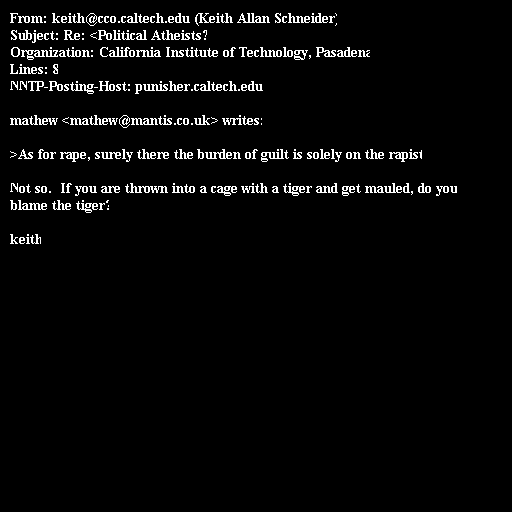 From: keith@cco.caltech.edu (Keith Allan Schneider)
Subject: Re: <Political Atheists?
Organization: California Institute of Technology, Pasadena
Lines: 8
NNTP-Posting-Host: punisher.caltech.edu
mathew <mathew@mantis.co.uk> writes:
>As for rape, surely there the burden of guilt is solely on the rapist
Not so.  If you are thrown into a cage with a tiger and get mauled, do you
blame the tiger?
keith